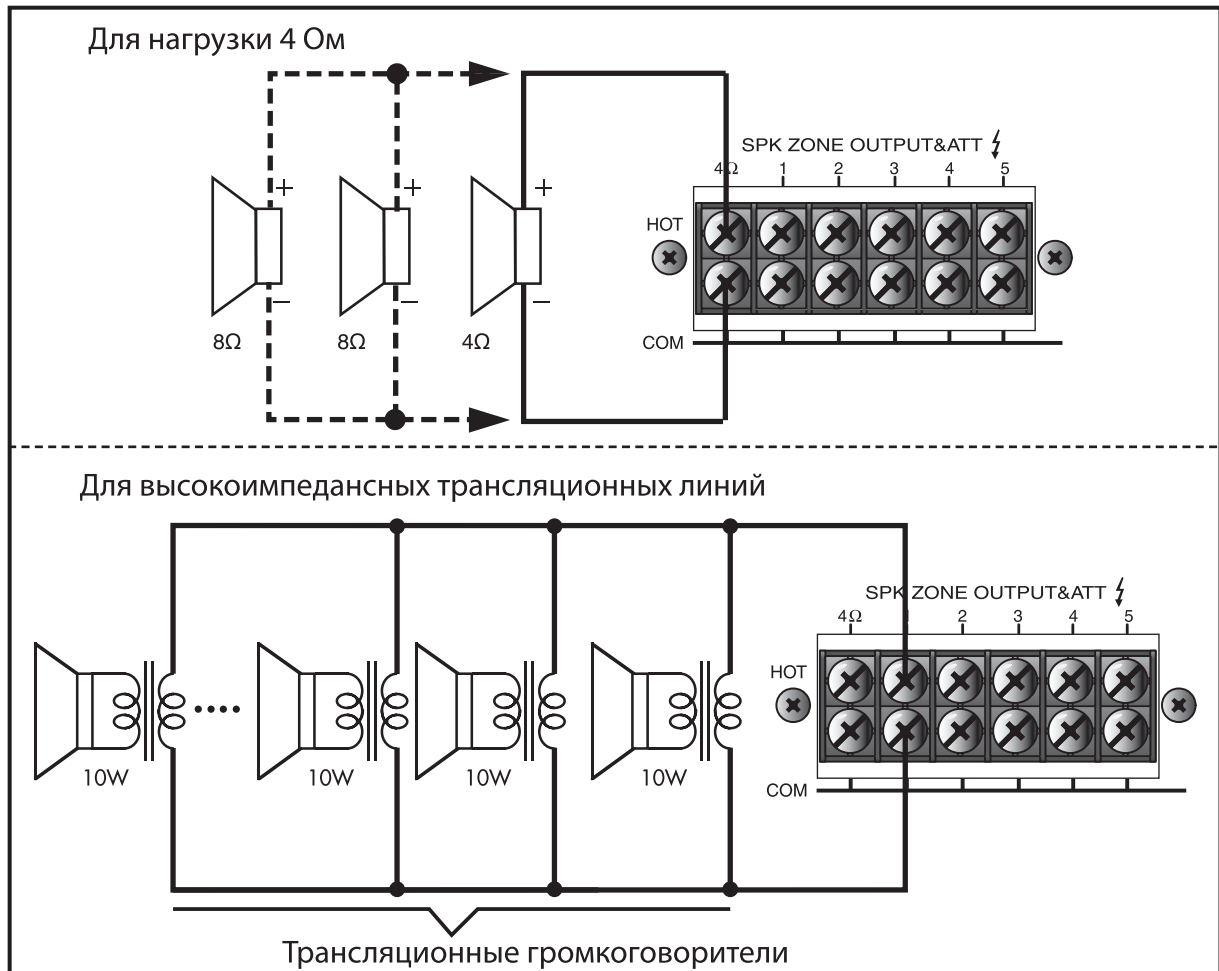 Для нагрузки 4 Ом
SPK ZONE OUTPUT&ATT
4Ω 1 2 3 4 5
HOT
+ + +
− − −
8Ω 8Ω 4Ω
COM
Для высокоимпедансных трансляционных линий
SPK ZONE OUTPUT&ATT
4Ω 2 3 4 5
HOT
10W 10W 10W 10W
COM
Трансляционные громкоговорители